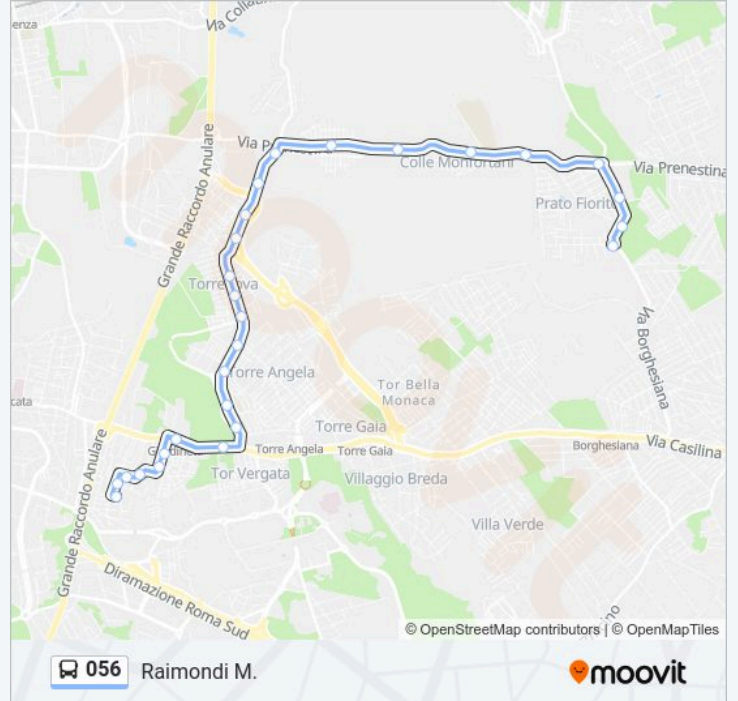 enza
Via Colla
Via P
Grande Raccordo Anulare
Colle Monfortani
Via Prenestina
Prato Fiorito
Torrenova
Via Borghesiana
Torre Angela
Tor Bella
Monaca
cata
Torre Gaia
Torre Angela
Torre Gaia
Borghesiana
Via Casilina
Tor Vergata
Villaggio Breda
Grande Raccordo Anulare
Villa Verde
Diramazione Roma Sud
ino
© OpenStreetMap contributors | © OpenMapTiles
056
Raimondi M.
moovit